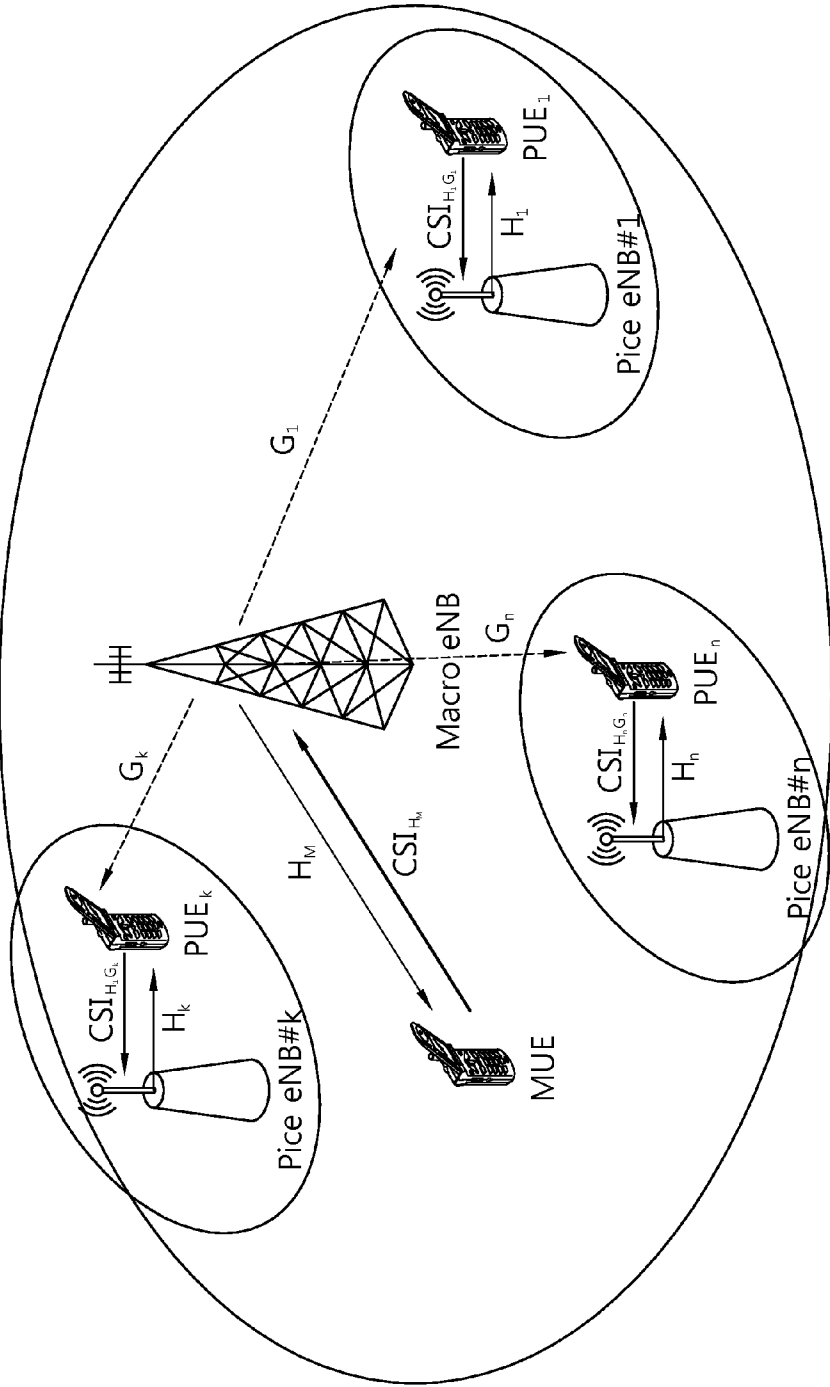 Pice eNB#k
CSI_{H_kG_k}
H_k
PUE_k
G_k
G_1
Macro eNB
H_M
CSI_{H_M}
MUE
CSI_{H_1G_1}
H_1
PUE_1
Pice eNB#1
G_n
CSI_{H_nG_n}
H_n
PUE_n
Pice eNB#n